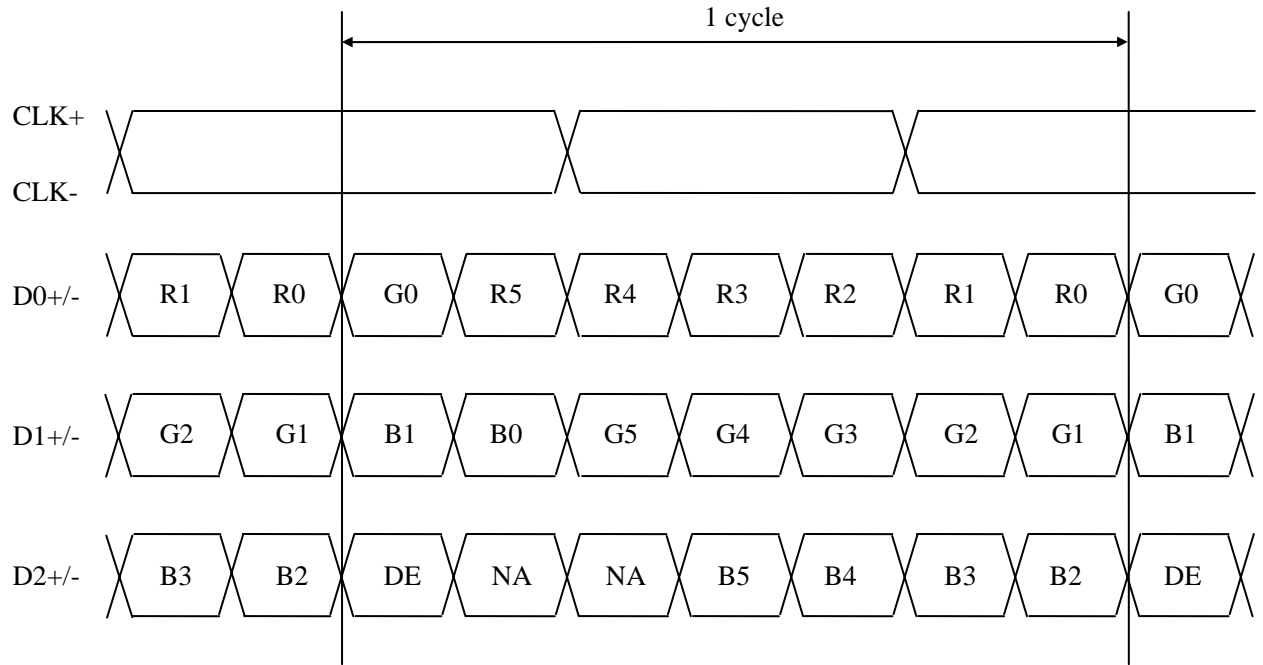 1 cycle
CLK+
CLK-
D0+/- R1 R0 G0 R5 R4 R3 R2 R1 R0 G0
D1+/- G2 G1 B1 B0 G5 G4 G3 G2 G1 B1
D2+/- B3 B2 DE NA NA B5 B4 B3 B2 DE